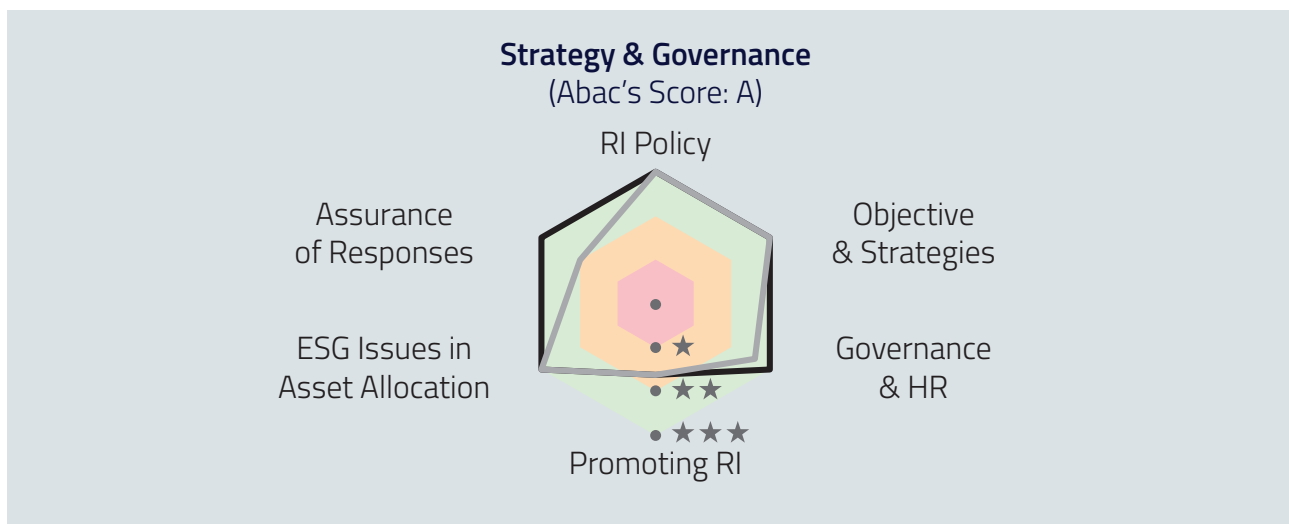 Strategy & Governance
(Abac's Score: A)
RI Policy
Assurance
of Responses
Objective
& Strategies
ESG Issues in
Asset Allocation
Governance
& HR
Promoting RI